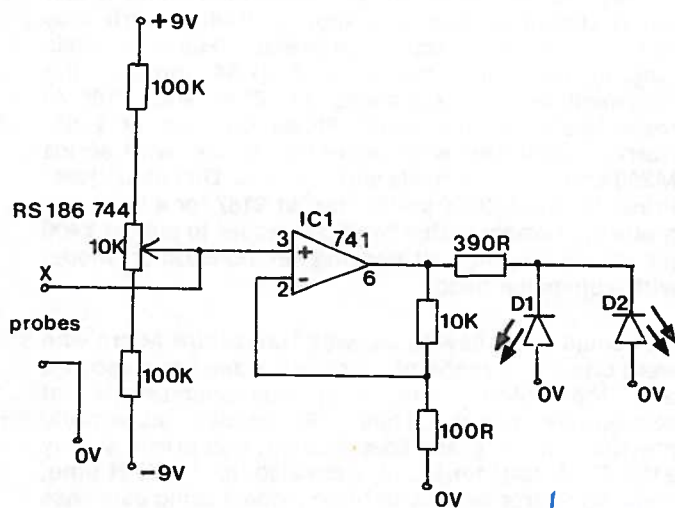 +9V
100K
RS 186 744
10K
X
probes
0V
100K
-9V
IC1
3
+
741
2
-
6
390R
10K
100R
0V
D1
D2
0V
0V